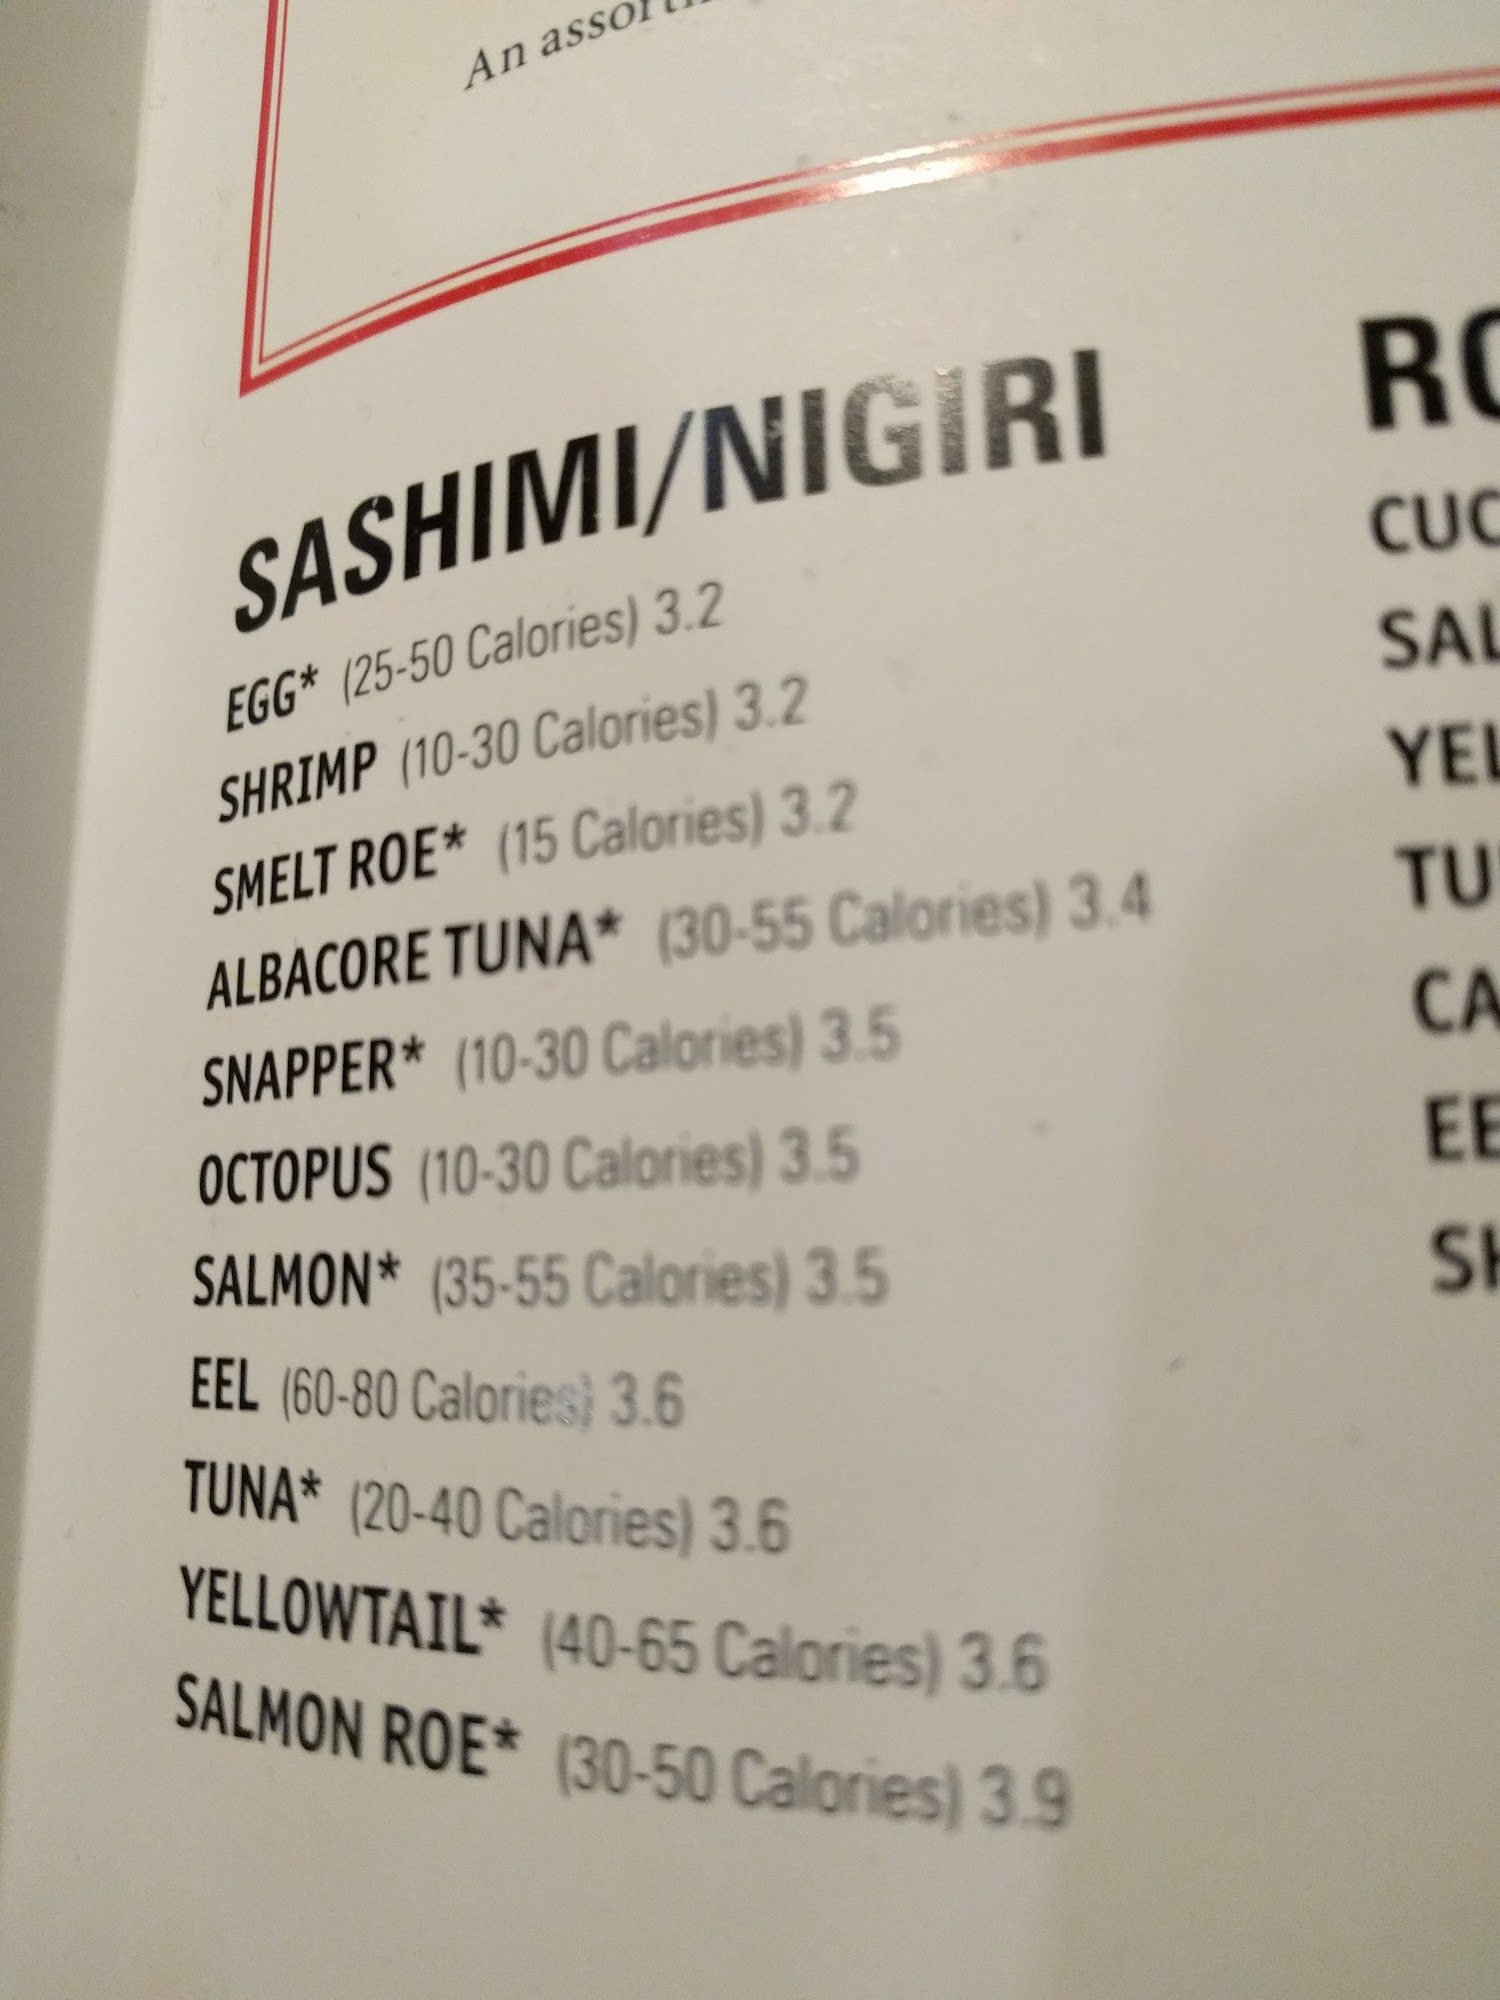 An
SASHIMI/NIGIRI
EGG* (25-50 Calories) 3.2
SHRIMP (10-30 Calories) 3.2
SMELT ROE* (15 Calories) 3.2
ALBACORE TUNA* (30-55 Calories) 3.4
SNAPPER* (10-30 Calories) 3.5
OCTOPUS (10-30 Calories) 3.5
SALMON* (35-55 Calories) 3.5
EEL (60-80 Calories) 3.6
TUNA* (20-40 Calories) 3.6
YELLOWTAIL* (40-65 Calories) 3.6
SALMON ROE* (30-50 Calories) 3.9